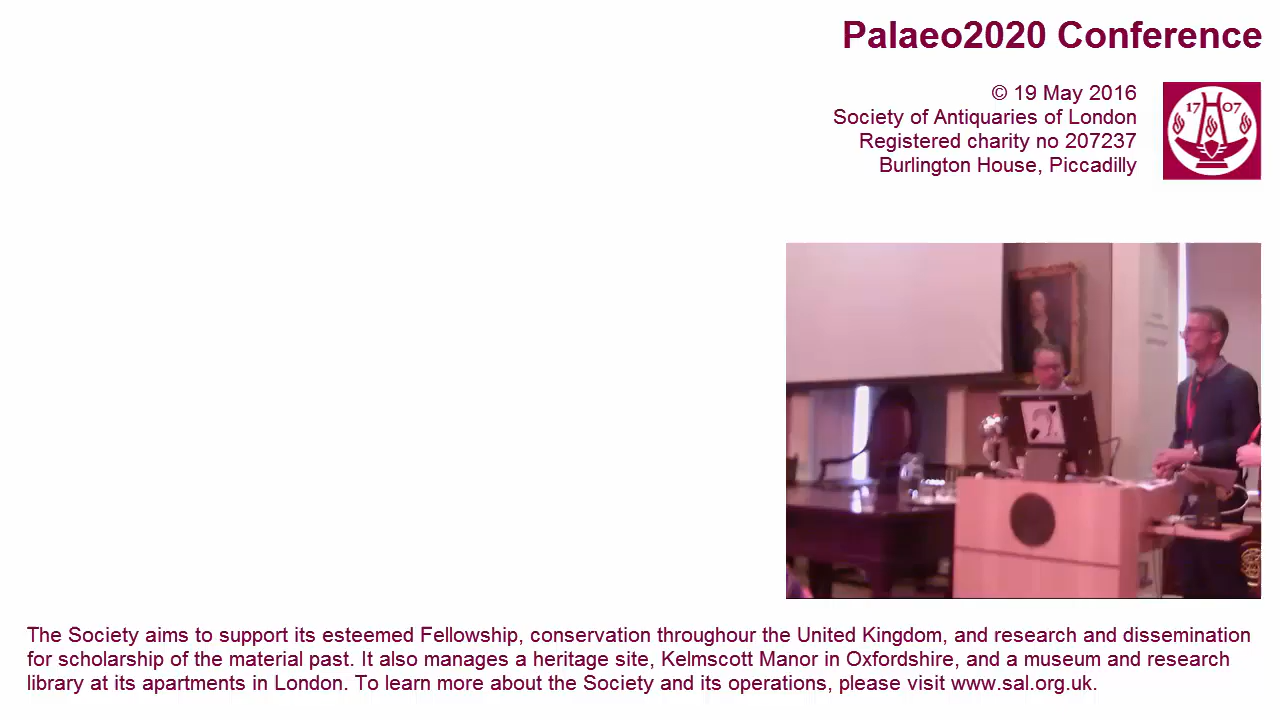 Palaeo2020 Conference
© 19 May 2016
Society of Antiquaries of London
Registered charity no 207237
Burlington House, Piccadilly
17 07
The Society aims to support its esteemed Fellowship, conservation throughour the United Kingdom, and research and dissemination
for scholarship of the material past. It also manages a heritage site, Kelmscott Manor in Oxfordshire, and a museum and research
library at its apartments in London. To learn more about the Society and its operations, please visit www.sal.org.uk.